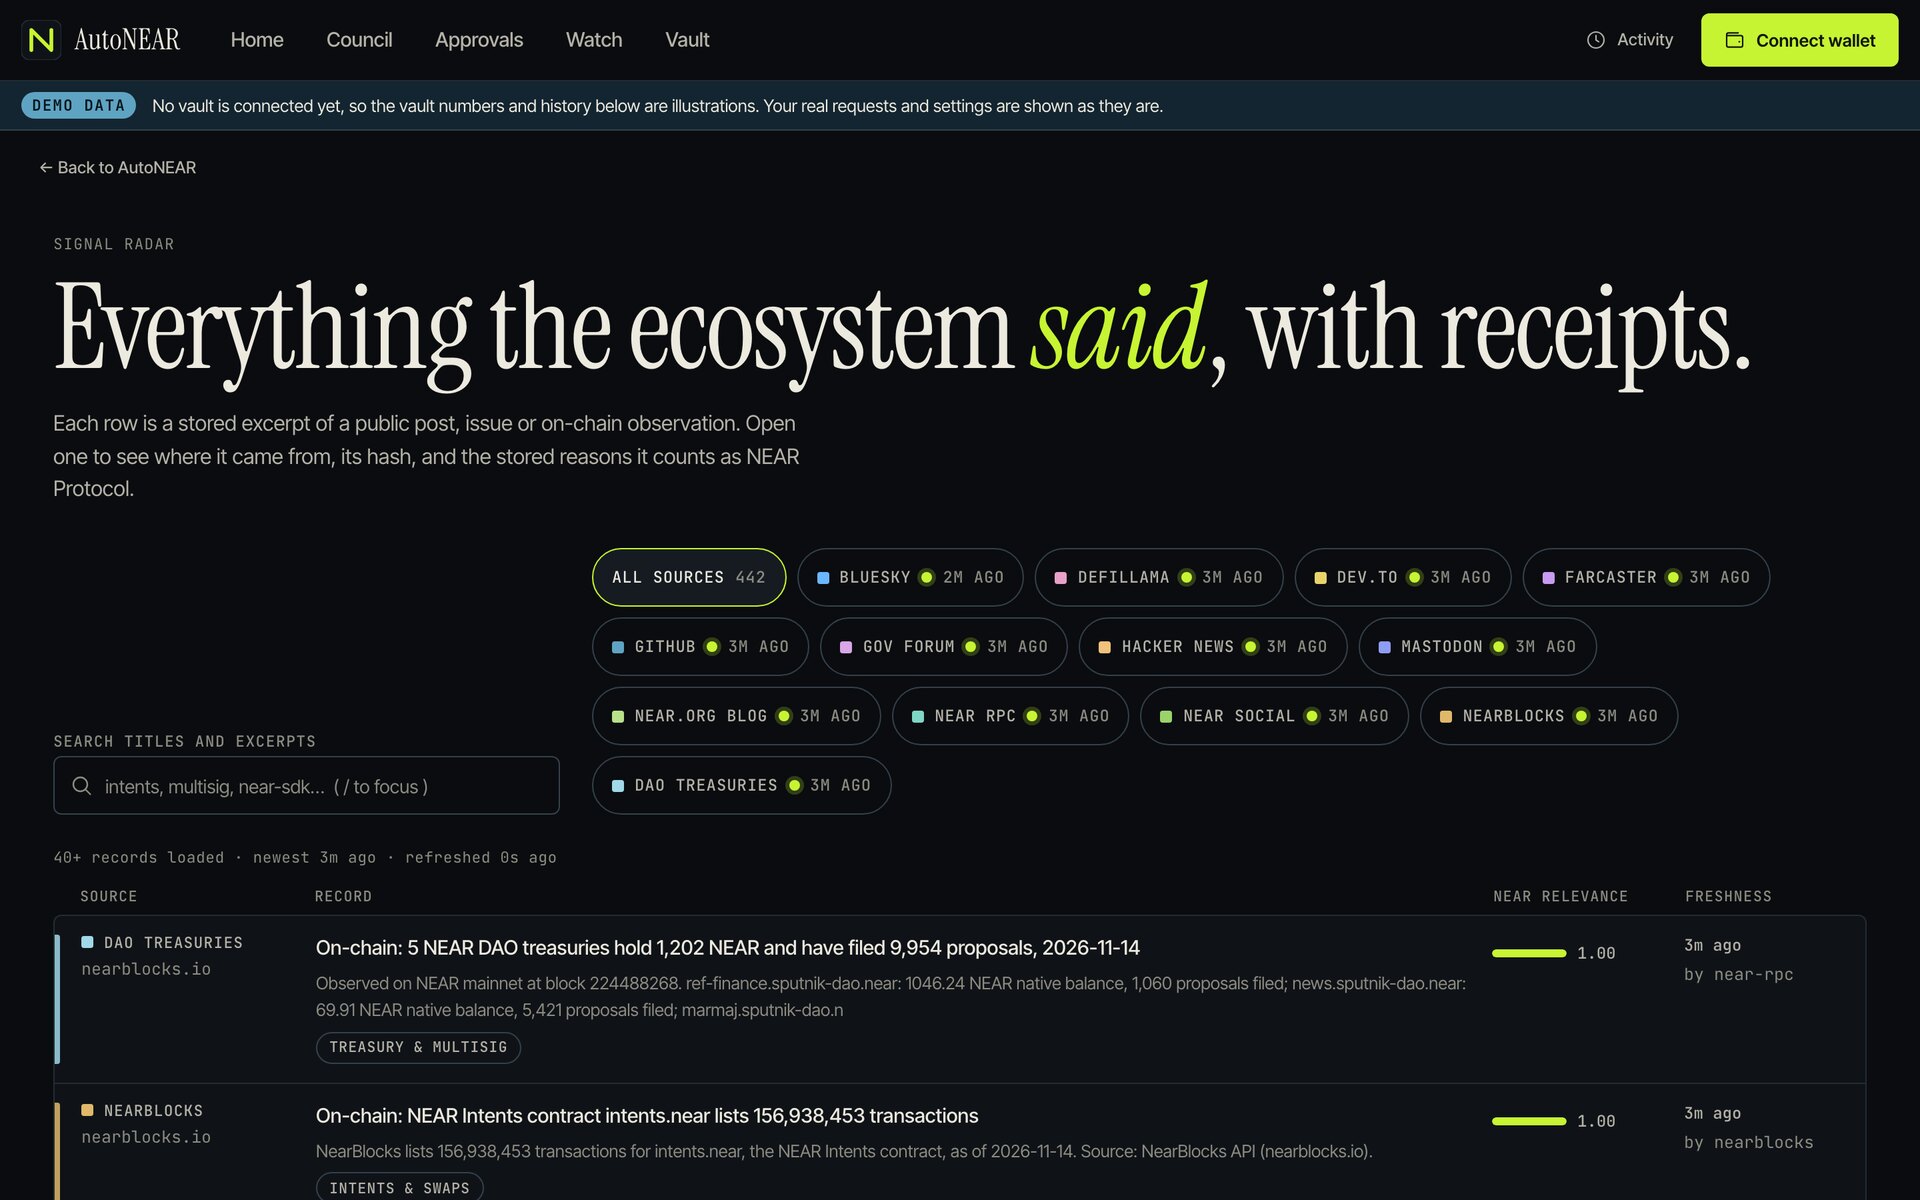 AutoNEAR Home Council Approvals Watch Vault Activity Connect wallet
DEMO DATA No vault is connected yet, so the vault numbers and history below are illustrations. Your real requests and settings are shown as they are.
← Back to AutoNEAR
SIGNAL RADAR
Everything the ecosystem said, with receipts.
Each row is a stored excerpt of a public post, issue or on-chain observation. Open
one to see where it came from, its hash, and the stored reasons it counts as NEAR
Protocol.
ALL SOURCES 442 BLUESKY 2M AGO DEFILLAMA 3M AGO DEV.TO 3M AGO FARCASTER 3M AGO
GITHUB 3M AGO GOV FORUM 3M AGO HACKER NEWS 3M AGO MASTODON 3M AGO
NEAR.ORG BLOG 3M AGO NEAR RPC 3M AGO NEAR SOCIAL 3M AGO NEARBLOCKS 3M AGO
DAO TREASURIES 3M AGO
SEARCH TITLES AND EXCERPTS
intents, multisig, near-sdk... ( / to focus )
40+ records loaded · newest 3m ago · refreshed 0s ago
SOURCE RECORD NEAR RELEVANCE FRESHNESS
DAO TREASURIES
nearblocks.io
On-chain: 5 NEAR DAO treasuries hold 1,202 NEAR and have filed 9,954 proposals, 2026-11-14
Observed on NEAR mainnet at block 224488268. ref-finance.sputnik-dao.near: 1046.24 NEAR native balance, 1,060 proposals filed; news.sputnik-dao.near:
69.91 NEAR native balance, 5,421 proposals filed; marmaj.sputnik-dao.n
TREASURY & MULTISIG
1.00
3m ago
by near-rpc
NEARBLOCKS
nearblocks.io
On-chain: NEAR Intents contract intents.near lists 156,938,453 transactions
NearBlocks lists 156,938,453 transactions for intents.near, the NEAR Intents contract, as of 2026-11-14. Source: NearBlocks API (nearblocks.io).
INTENTS & SWAPS
1.00
3m ago
by nearblocks